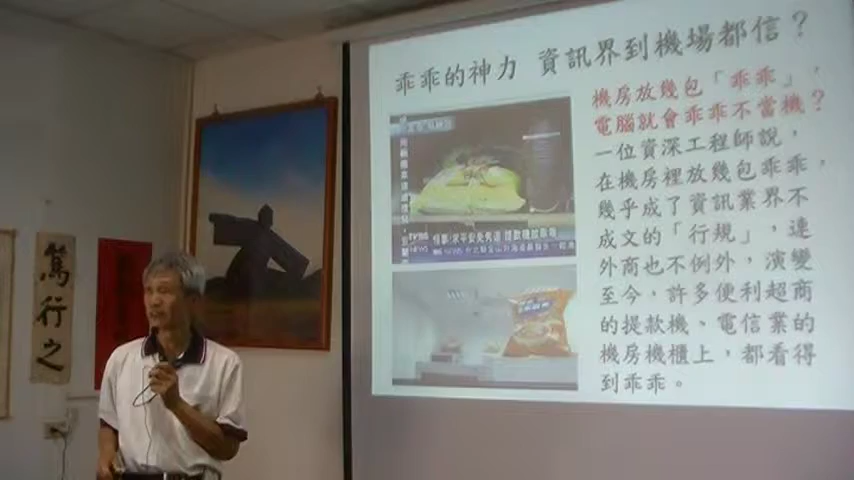 乖乖的神力 資訊界到機場都信？
機房放幾包「乖乖」，
電腦就會乖乖不當機？
一位資深工程師說，
在機房裡放幾包乖乖，
幾乎成了資訊業界不
成文的「行規」，連
外商也不例外，演變
至今，許多便利超商
的提款機、電信業的
機房機櫃上，都看得
到乖乖。
TVBS
NEWS
篤行之